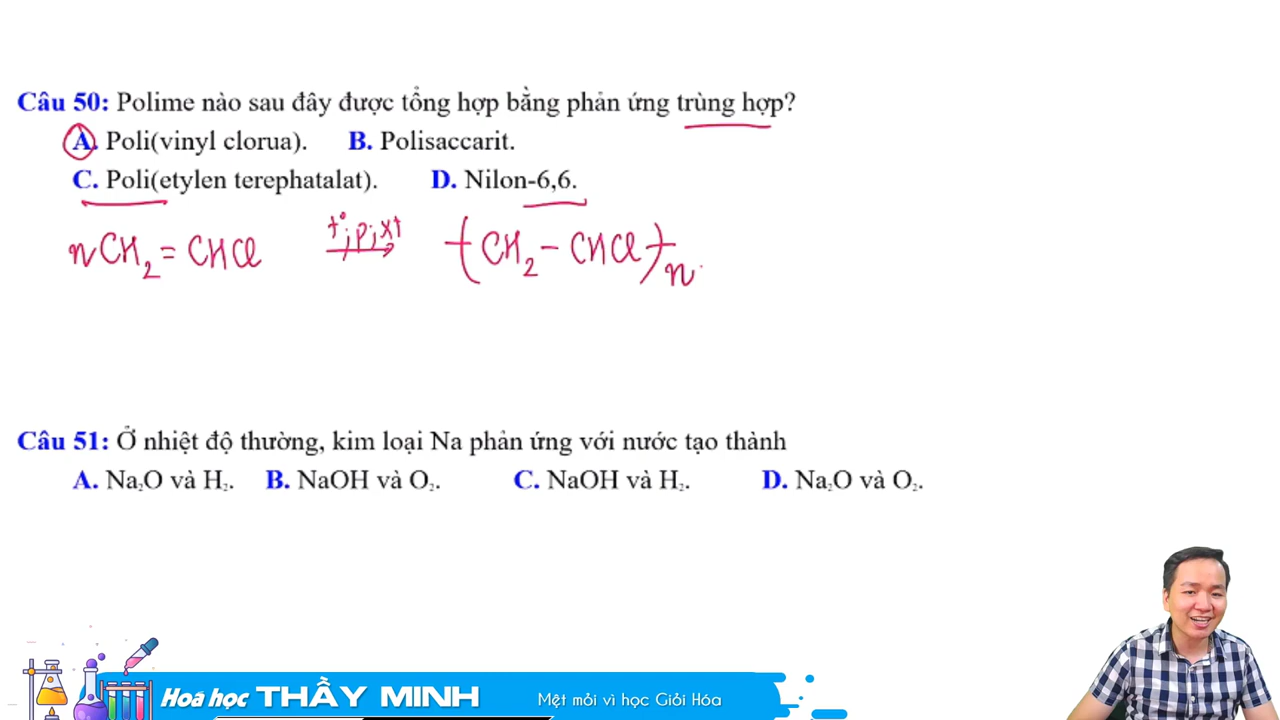 Câu 50: Polime nào sau đây được tổng hợp bằng phản ứng trùng hợp?
A. Poli(vinyl clorua). B. Polisaccarit.
C. Poli(etylen terephatalat). D. Nilon-6,6.
nCH₂ = CHCl t°; p; xt → (CH₂ – CHCl)n
Câu 51: Ở nhiệt độ thường, kim loại Na phản ứng với nước tạo thành
A. Na₂O và H₂. B. NaOH và O₂. C. NaOH và H₂. D. Na₂O và O₂.
Hoá học THẦY MINH Mệt mỏi vì học Giỏi Hóa